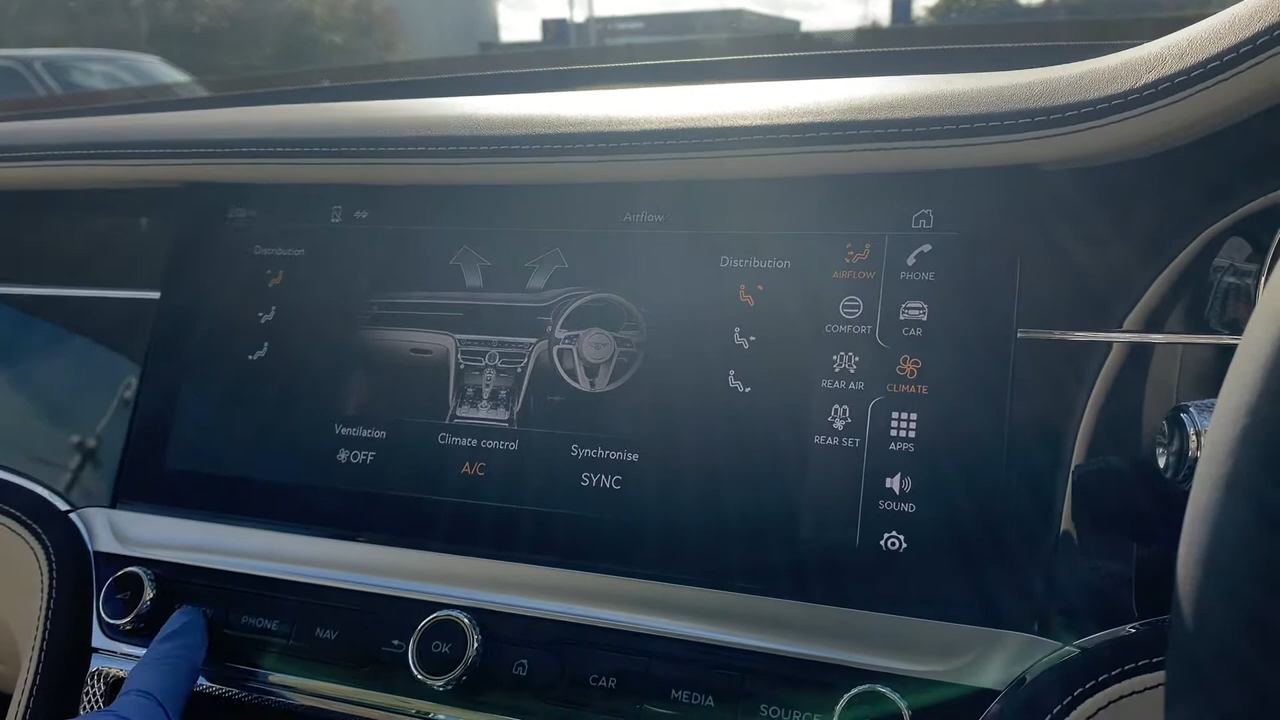 Airflow
Distribution
Distribution
AIRFLOW
PHONE
COMFORT
CAR
REAR AIR
CLIMATE
REAR SET
APPS
SOUND
Ventilation
OFF
Climate control
A/C
Synchronise
SYNC
PHONE
NAV
OK
CAR
MEDIA
SOURCE